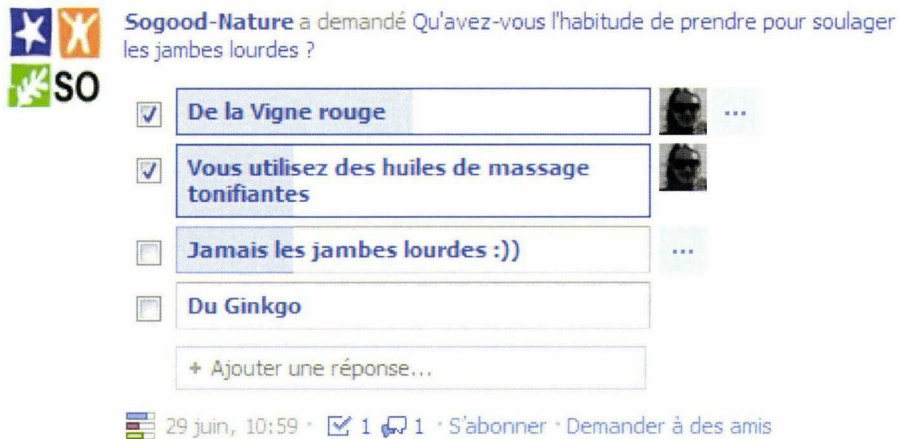 Sogood-Nature a demandé Qu'avez-vous l'habitude de prendre pour soulager
les jambes lourdes ?
SO
De la Vigne rouge
...
Vous utilisez des huiles de massage
tonifiantes
Jamais les jambes lourdes :))
...
Du Ginkgo
+ Ajouter une réponse...
29 juin, 10:59 · 1 1 · S'abonner · Demander à des amis